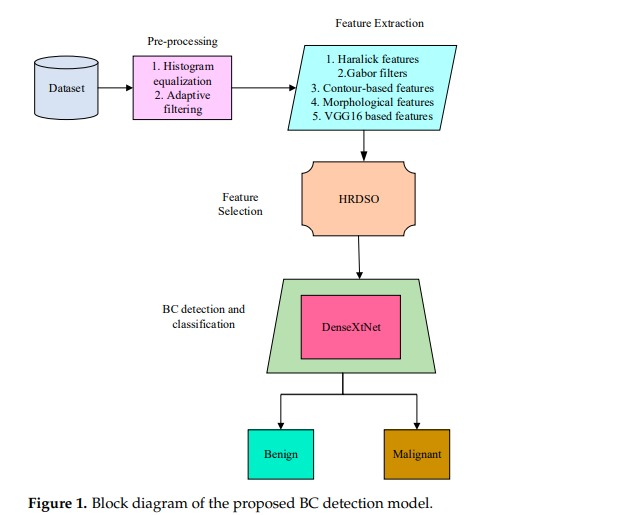 Feature Extraction
Pre-processing
Dataset
1. Histogram
equalization
2. Adaptive
filtering
1. Haralick features
2.Gabor filters
3. Contour-based features
4. Morphological features
5. VGG16 based features
Feature
Selection
HRDSO
BC detection and
classification
DenseXtNet
Benign
Malignant
Figure 1. Block diagram of the proposed BC detection model.